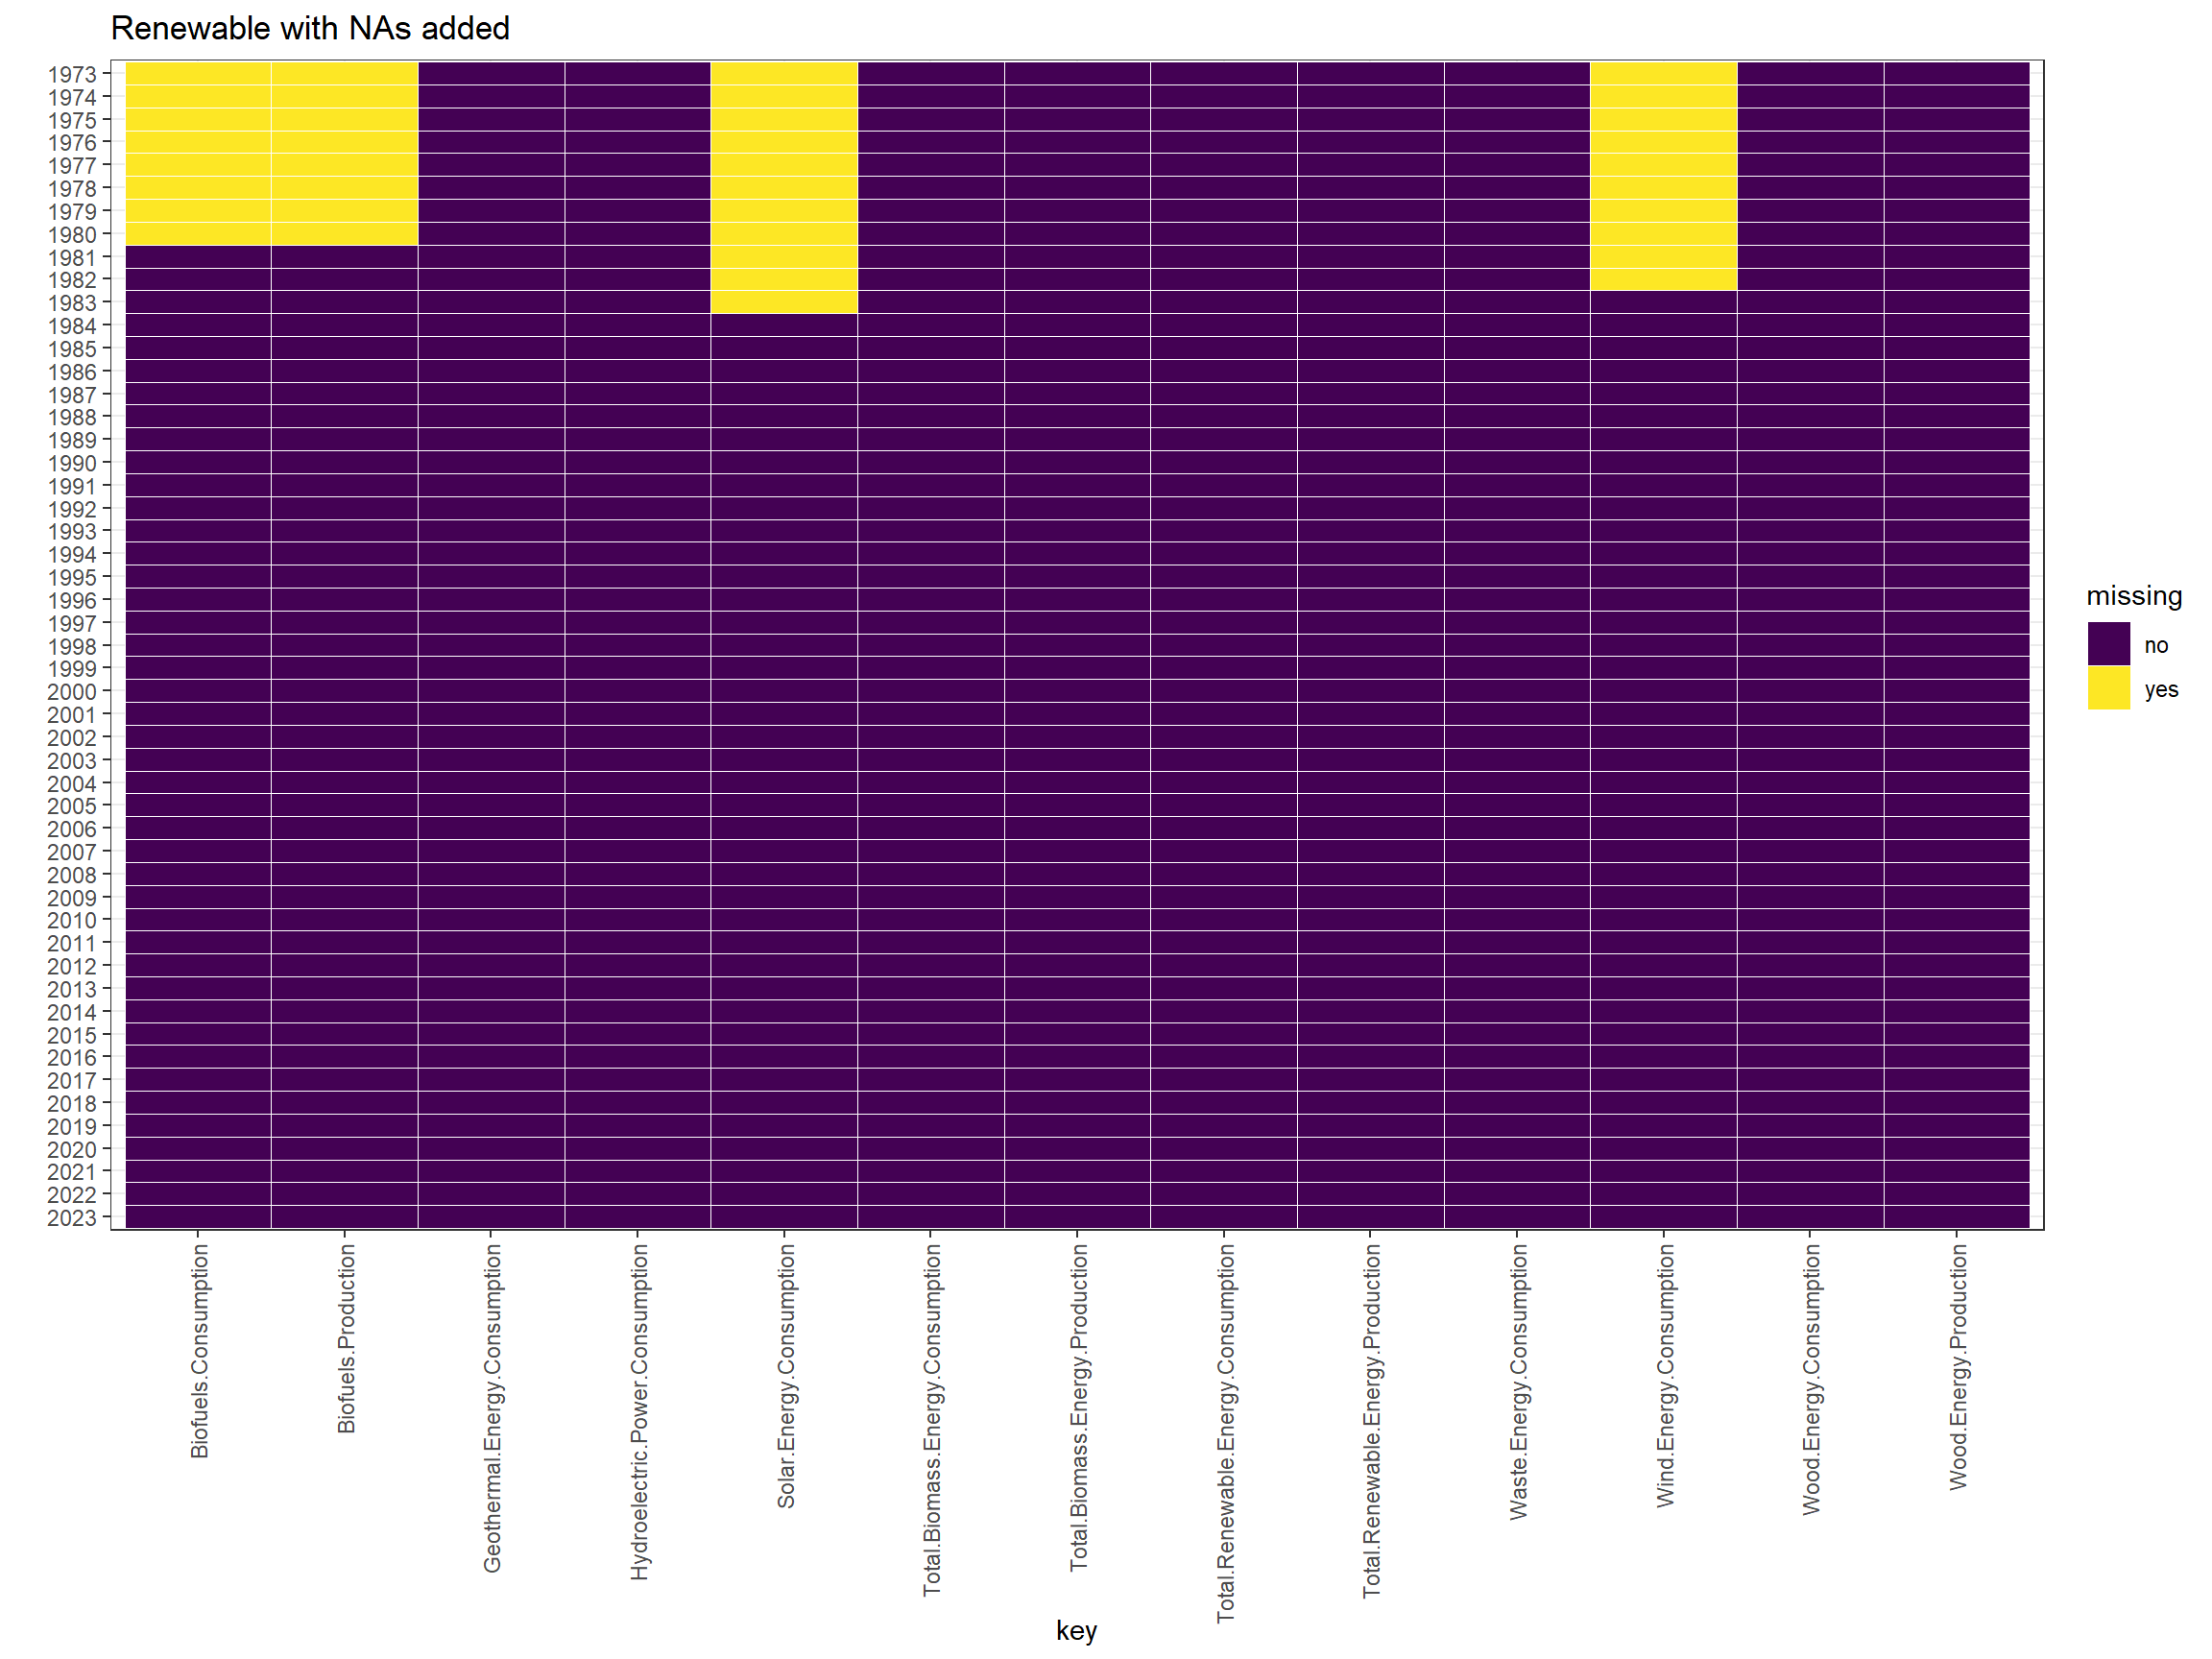 Renewable with NAs added
1973
1974
1975
1976
1977
1978
1979
1980
1981
1982
1983
1984
1985
1986
1987
1988
1989
1990
1991
1992
1993
1994
1995
1996
1997
1998
1999
2000
2001
2002
2003
2004
2005
2006
2007
2008
2009
2010
2011
2012
2013
2014
2015
2016
2017
2018
2019
2020
2021
2022
2023
Biofuels.Consumption
Biofuels.Production
Geothermal.Energy.Consumption
Hydroelectric.Power.Consumption
Solar.Energy.Consumption
Total.Biomass.Energy.Consumption
Total.Biomass.Energy.Production
Total.Renewable.Energy.Consumption
Total.Renewable.Energy.Production
Waste.Energy.Consumption
Wind.Energy.Consumption
Wood.Energy.Consumption
Wood.Energy.Production
key
missing
no
yes